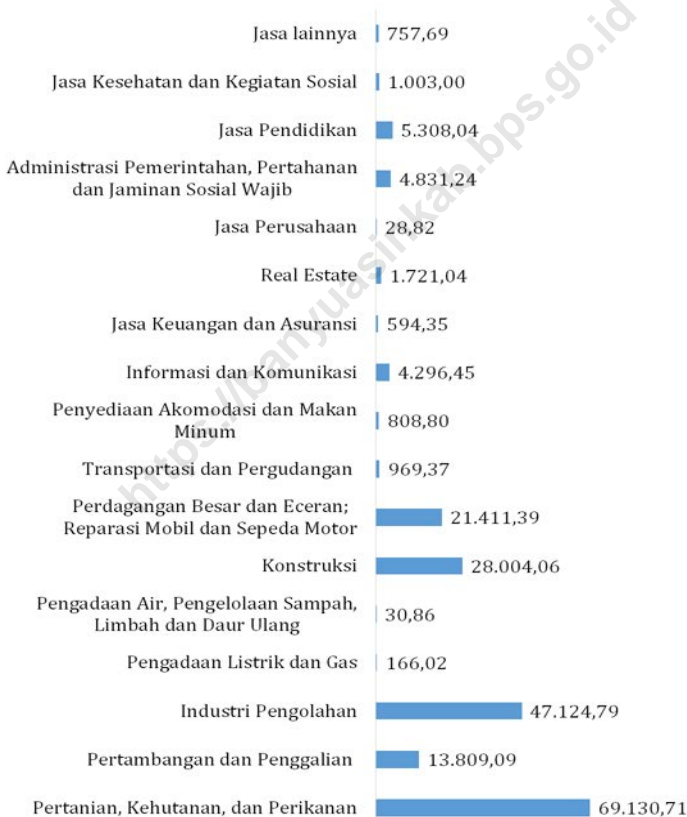 Jasa lainnya 757,69
Jasa Kesehatan dan Kegiatan Sosial 1.003,00
Jasa Pendidikan 5.308,04
Administrasi Pemerintahan, Pertahanan
dan Jaminan Sosial Wajib 4.831,24
Jasa Perusahaan 28,82
Real Estate 1.721,04
Jasa Keuangan dan Asuransi 594,35
Informasi dan Komunikasi 4.296,45
Penyediaan Akomodasi dan Makan
Minum 808,80
Transportasi dan Pergudangan 969,37
Perdagangan Besar dan Eceran;
Reparasi Mobil dan Sepeda Motor 21.411,39
Konstruksi 28.004,06
Pengadaan Air, Pengelolaan Sampah,
Limbah dan Daur Ulang 30,86
Pengadaan Listrik dan Gas 166,02
Industri Pengolahan 47.124,79
Pertambangan dan Penggalian 13.809,09
Pertanian, Kehutanan, dan Perikanan 69.130,71
https://banyuasinkab.bps.go.id